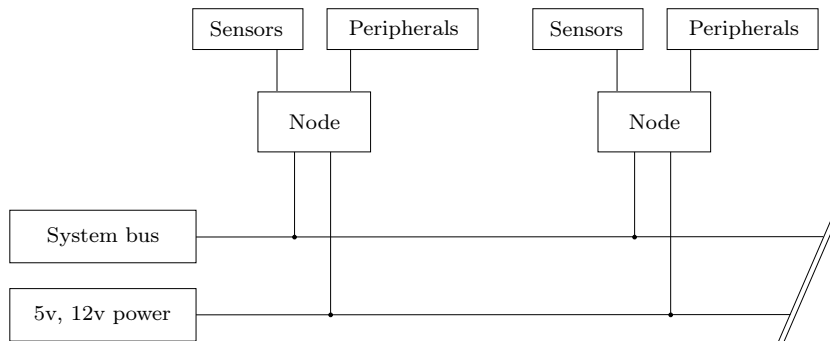 Sensors
Peripherals
Sensors
Peripherals
Node
Node
System bus
5v, 12v power